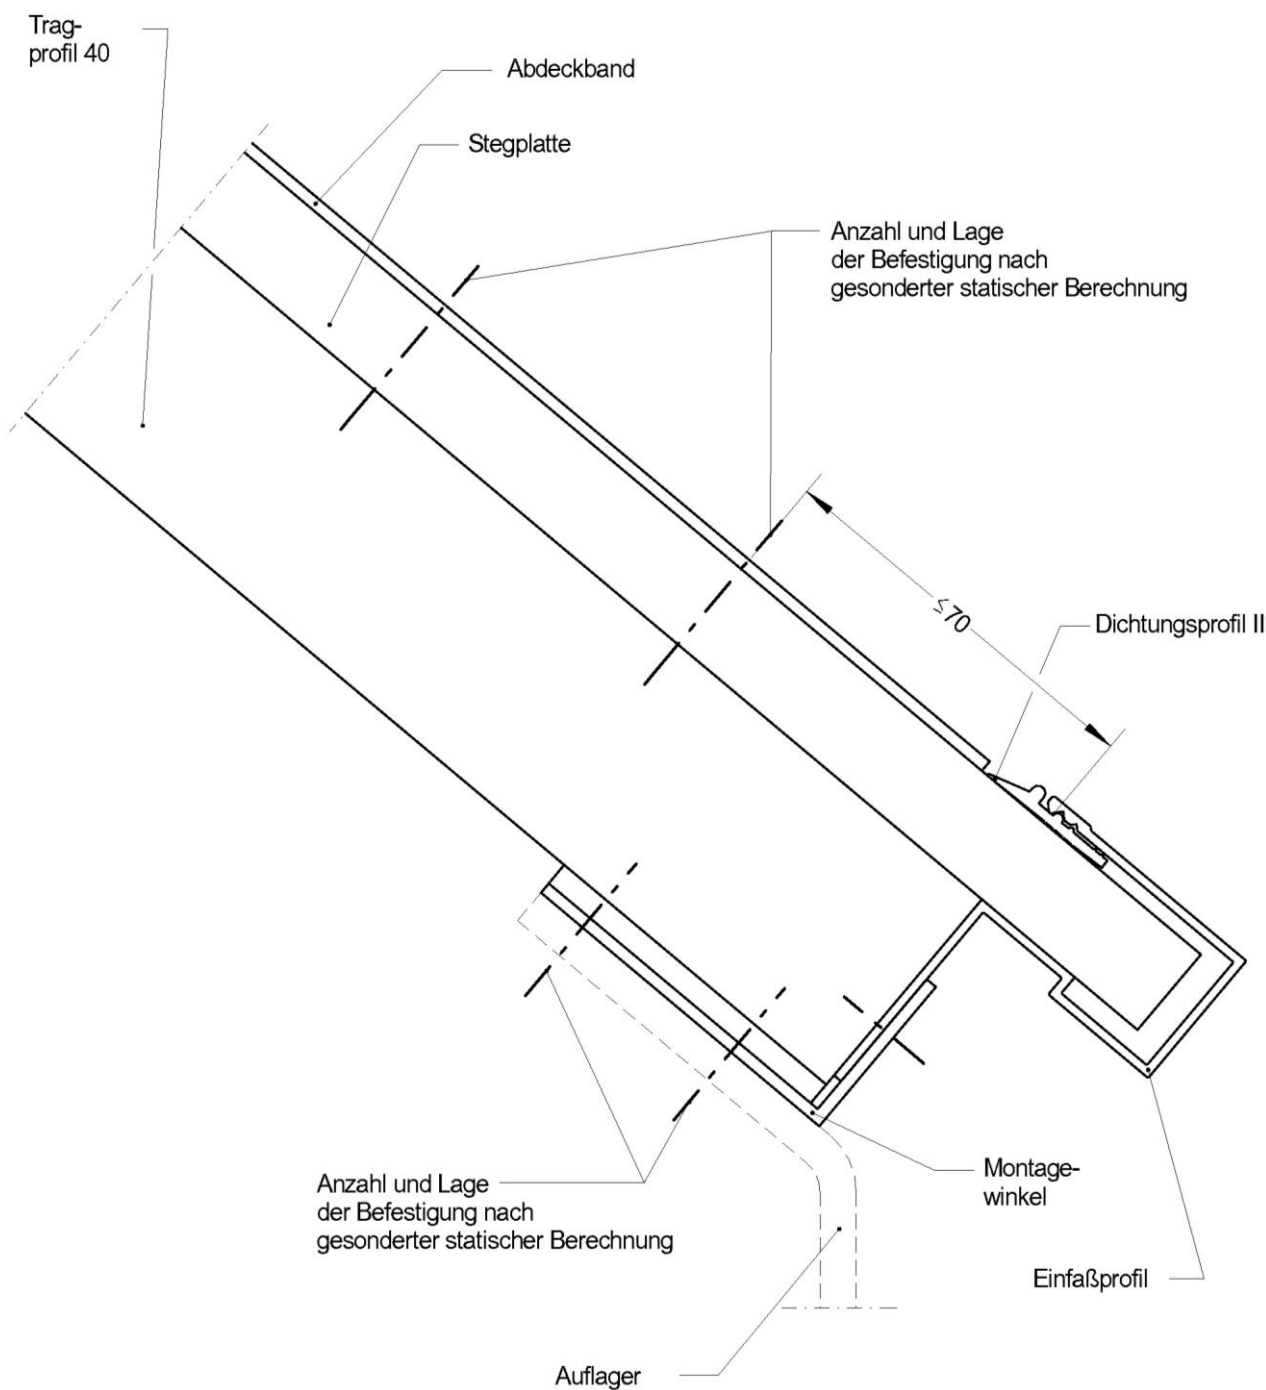 Trag-
profil 40
Abdeckband
Stegplatte
Anzahl und Lage
der Befestigung nach
gesonderter statischer Berechnung
≤70
Dichtungsprofil II
Anzahl und Lage
der Befestigung nach
gesonderter statischer Berechnung
Montage-
winkel
Einfaßprofil
Auflager